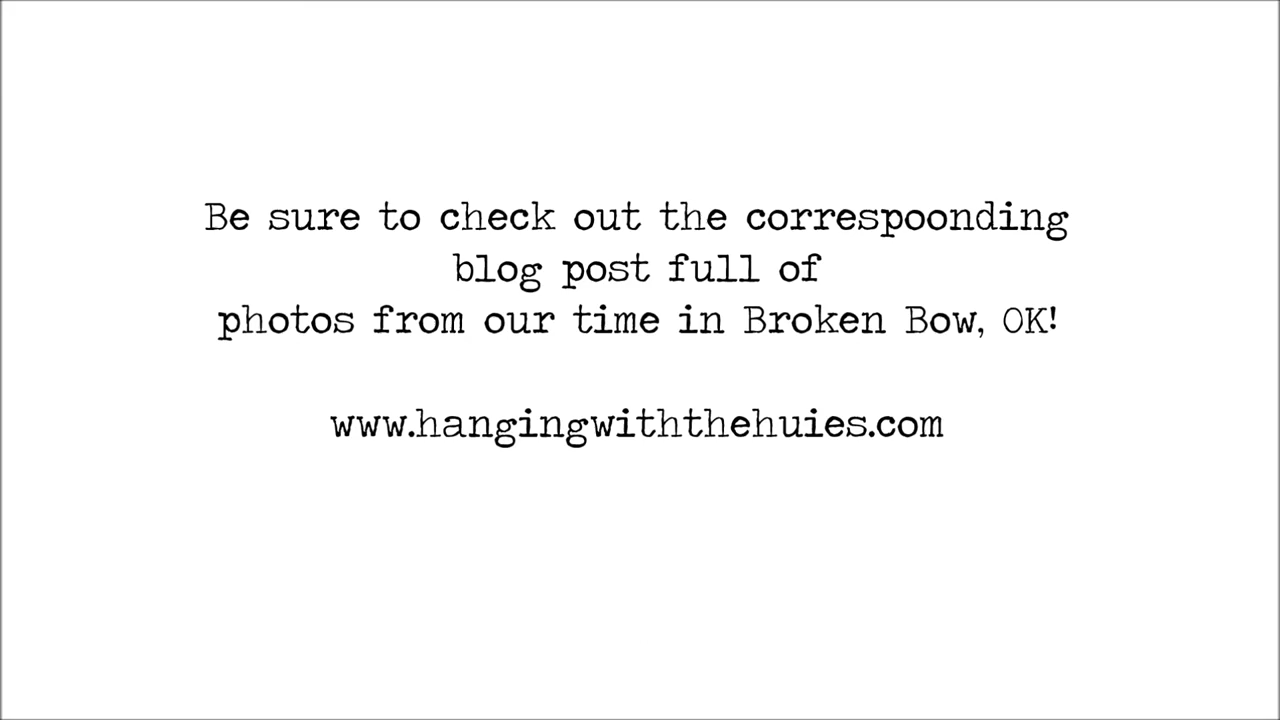 Be sure to check out the correspoonding
blog post full of
photos from our time in Broken Bow, OK!
www.hangingwiththehuies.com